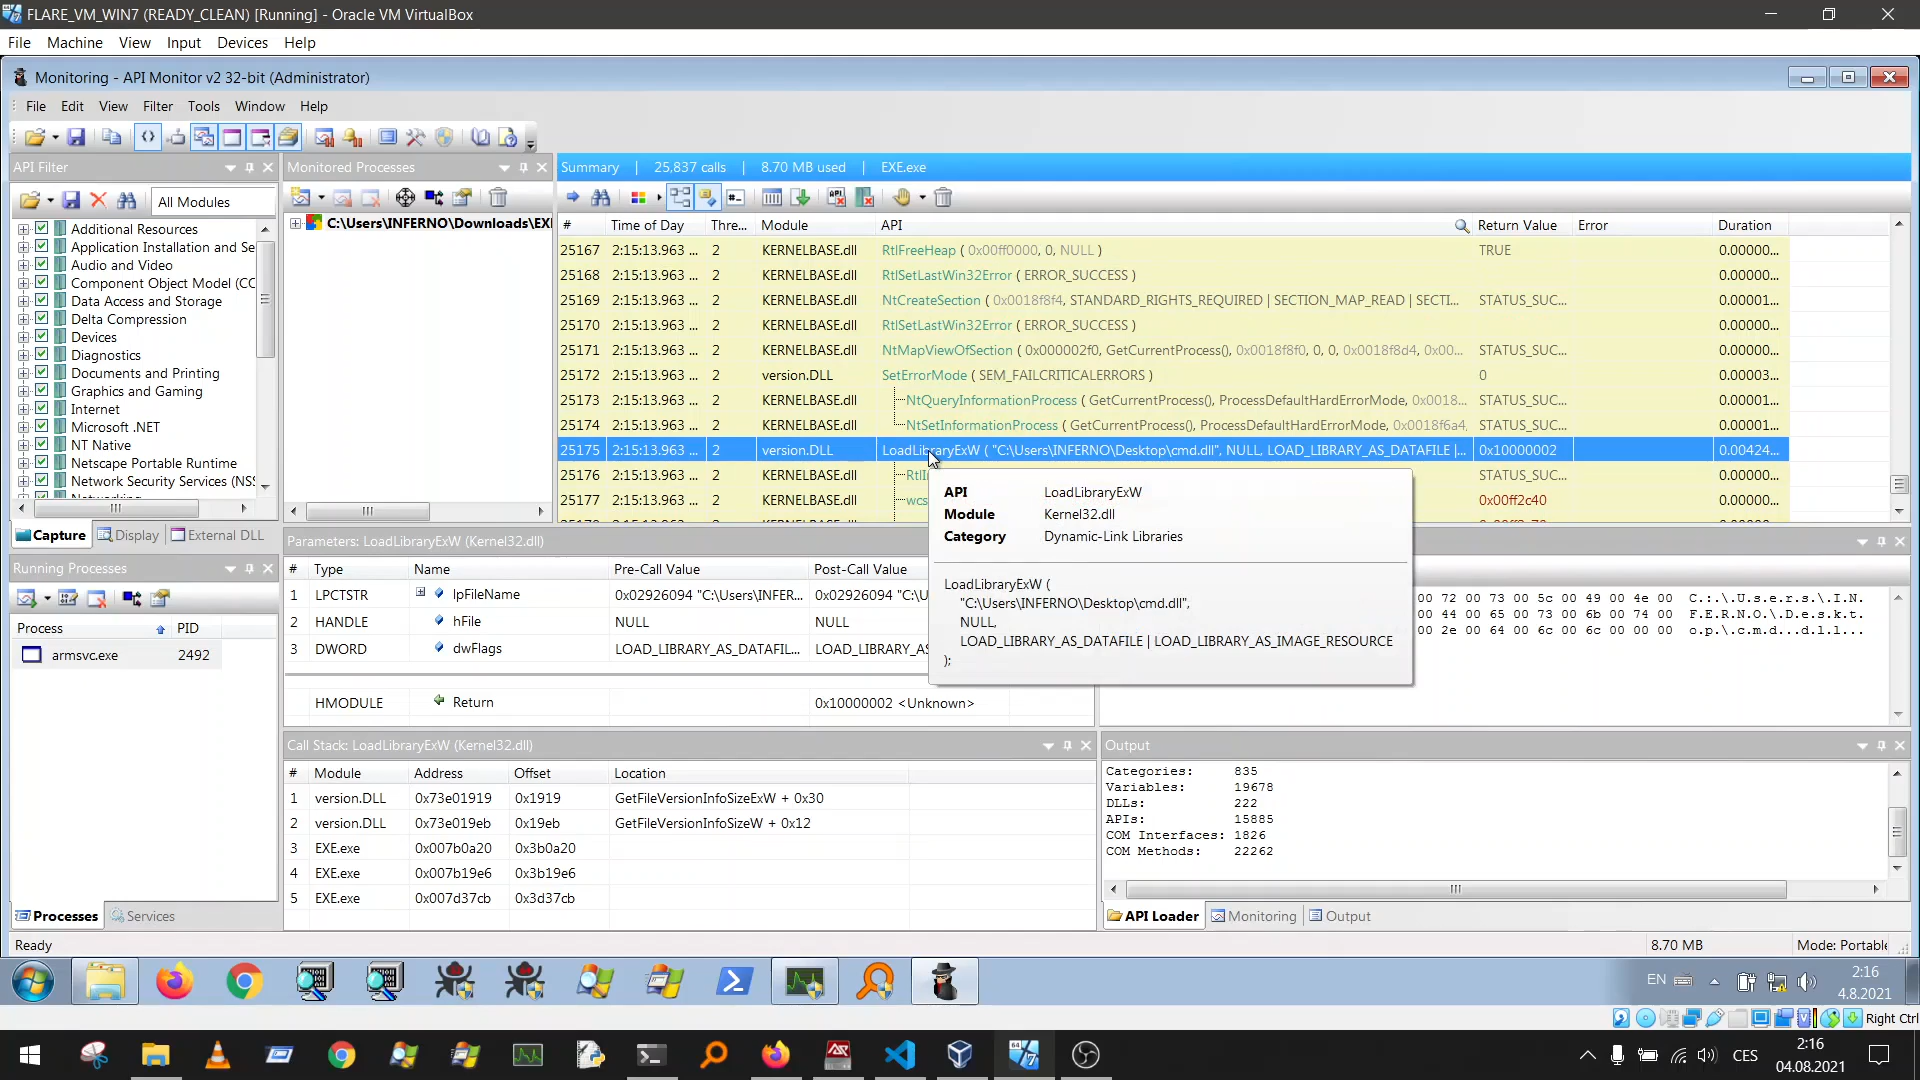 FLARE_VM_WIN7 (READY_CLEAN) [Running] - Oracle VM VirtualBox
File Machine View Input Devices Help
Monitoring - API Monitor v2 32-bit (Administrator)
File Edit View Filter Tools Window Help
API Filter
All Modules
Additional Resources
Application Installation and Se
Audio and Video
Component Object Model (CC
Data Access and Storage
Delta Compression
Devices
Diagnostics
Documents and Printing
Graphics and Gaming
Internet
Microsoft .NET
NT Native
Netscape Portable Runtime
Network Security Services (NSS
Capture Display External DLL
Monitored Processes
C:\Users\INFERNO\Downloads\EXI
Summary | 25,837 calls | 8.70 MB used | EXE.exe
# Time of Day Thre... Module API Return Value Error Duration
25167 2:15:13.963 ... 2 KERNELBASE.dll RtlFreeHeap ( 0x00ff0000, 0, NULL ) TRUE 0.00000...
25168 2:15:13.963 ... 2 KERNELBASE.dll RtlSetLastWin32Error ( ERROR_SUCCESS ) 0.00000...
25169 2:15:13.963 ... 2 KERNELBASE.dll NtCreateSection ( 0x0018f8f4, STANDARD_RIGHTS_REQUIRED | SECTION_MAP_READ | SECTI... STATUS_SUC... 0.00001...
25170 2:15:13.963 ... 2 KERNELBASE.dll RtlSetLastWin32Error ( ERROR_SUCCESS ) 0.00000...
25171 2:15:13.963 ... 2 KERNELBASE.dll NtMapViewOfSection ( 0x000002f0, GetCurrentProcess(), 0x0018f8f0, 0, 0, 0x0018f8d4, 0x00... STATUS_SUC... 0.00000...
25172 2:15:13.963 ... 2 version.DLL SetErrorMode ( SEM_FAILCRITICALERRORS ) 0 0.00003...
25173 2:15:13.963 ... 2 KERNELBASE.dll NtQueryInformationProcess ( GetCurrentProcess(), ProcessDefaultHardErrorMode, 0x0018... STATUS_SUC... 0.00001...
25174 2:15:13.963 ... 2 KERNELBASE.dll NtSetInformationProcess ( GetCurrentProcess(), ProcessDefaultHardErrorMode, 0x0018f6a4, STATUS_SUC... 0.00001...
25175 2:15:13.963 ... 2 version.DLL LoadLibraryExW ( "C:\Users\INFERNO\Desktop\cmd.dll", NULL, LOAD_LIBRARY_AS_DATAFILE |... 0x10000002 0.00424...
25176 2:15:13.963 ... 2 KERNELBASE.dll STATUS_SUC... 0.00000...
25177 2:15:13.963 ... 2 KERNELBASE.dll wcs 0x00ff2c40 0.00000...
API LoadLibraryExW
Module Kernel32.dll
Category Dynamic-Link Libraries
LoadLibraryExW (
"C:\Users\INFERNO\Desktop\cmd.dll",
NULL,
LOAD_LIBRARY_AS_DATAFILE | LOAD_LIBRARY_AS_IMAGE_RESOURCE
);
Parameters: LoadLibraryExW (Kernel32.dll)
# Type Name Pre-Call Value Post-Call Value
1 LPCTSTR lpFileName 0x02926094 "C:\Users\INFER... 0x02926094 "C:\U
2 HANDLE hFile NULL NULL
3 DWORD dwFlags LOAD_LIBRARY_AS_DATAFIL... LOAD_LIBRARY_AS
HMODULE Return 0x10000002 <Unknown>
00 72 00 73 00 5c 00 49 00 4e 00 C.:.\.U.s.e.r.s.\.I.N.
00 44 00 65 00 73 00 6b 00 74 00 F.E.R.N.O.\.D.e.s.k.t.
00 2e 00 64 00 6c 00 6c 00 00 00 o.p.\.c.m.d...d.l.l...
Running Processes
Process PID
armsvc.exe 2492
Processes Services
Call Stack: LoadLibraryExW (Kernel32.dll)
# Module Address Offset Location
1 version.DLL 0x73e01919 0x1919 GetFileVersionInfoSizeExW + 0x30
2 version.DLL 0x73e019eb 0x19eb GetFileVersionInfoSizeW + 0x12
3 EXE.exe 0x007b0a20 0x3b0a20
4 EXE.exe 0x007b19e6 0x3b19e6
5 EXE.exe 0x007d37cb 0x3d37cb
Output
Categories: 835
Variables: 19678
DLLs: 222
APIs: 15885
COM Interfaces: 1826
COM Methods: 22262
API Loader Monitoring Output
Ready 8.70 MB Mode: Portable
EN 2:16
4.8.2021
Right Ctrl
CES 2:16
04.08.2021